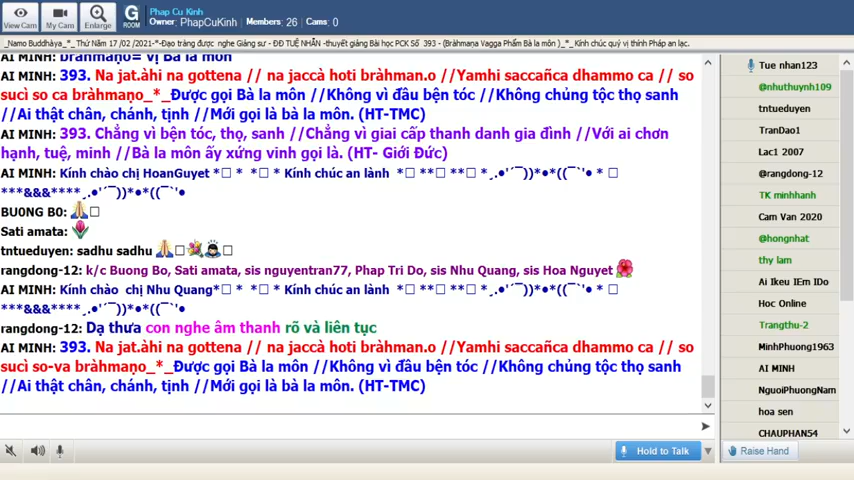 View Cam
My Cam
Enlarge
G ROOM
Phap Cu Kinh
Owner: PhapCuKinh Members: 26 Cams: 0
_Namo Buddhàya_*_ Thứ Năm 17 /02 /2021-*-Đạo tràng được nghe Giảng sư - ĐĐ TUỆ NHÂN -thuyết giảng Bài học PCK Số 393 - (Bràhmaṇa Vagga Phẩm Bà la môn )_*_ Kính chúc quý vị thính Pháp an lạc.
AI MINH: bràhmaṇo= vị Bà la môn
AI MINH: 393. Na jat.àhi na gottena // na jaccà hoti bràhman.o //Yamhi saccañca dhammo ca // so
sucì so ca bràhmaṇo_*_Được gọi Bà la môn //Không vì đầu bện tóc //Không chủng tộc thọ sanh
//Ai thật chân, chánh, tịnh //Mới gọi là bà la môn. (HT-TMC)
AI MINH: 393. Chẳng vì bện tóc, thọ, sanh //Chẳng vì giai cấp thanh danh gia đình //Với ai chơn
hạnh, tuệ, minh //Bà la môn ấy xứng vinh gọi là. (HT- Giới Đức)
AI MINH: Kính chào chị HoanGuyet *□ * *□ * Kính chúc an lành *□ **□ **□ * ¸.•'´¯))*•*((¯`'• * □
***&&&**** ¸.•'´¯))*•*((¯`'•
BU0NG B0: 🙏□
Sati amata: 🌷
tntueduyen: sadhu sadhu 🙏□💐🙇□
rangdong-12: k/c Buong Bo, Sati amata, sis nguyentran77, Phap Tri Do, sis Nhu Quang, sis Hoa Nguyet 🌺
AI MINH: Kính chào chị Nhu Quang*□ * *□ * Kính chúc an lành *□ **□ **□ * ¸.•'´¯))*•*((¯`'• * □
***&&&**** ¸.•'´¯))*•*((¯`'•
rangdong-12: Dạ thưa con nghe âm thanh rõ và liên tục
AI MINH: 393. Na jat.àhi na gottena // na jaccà hoti bràhman.o //Yamhi saccañca dhammo ca // so
sucì so-va bràhmaṇo_*_Được gọi Bà la môn //Không vì đầu bện tóc //Không chủng tộc thọ sanh
//Ai thật chân, chánh, tịnh //Mới gọi là bà la môn. (HT-TMC)
Hold to Talk
Tue nhan123
@nhuthuynh109
tntueduyen
TranDao1
Lac1 2007
@rangdong-12
TK minhhanh
Cam Van 2020
@hongnhat
thy lam
Ai Ikeu IEm IDo
Hoc Online
Trangthu-2
MinhPhuong1963
AI MINH
NguoiPhuongNam
hoa sen
CHAUPHAN54
Raise Hand